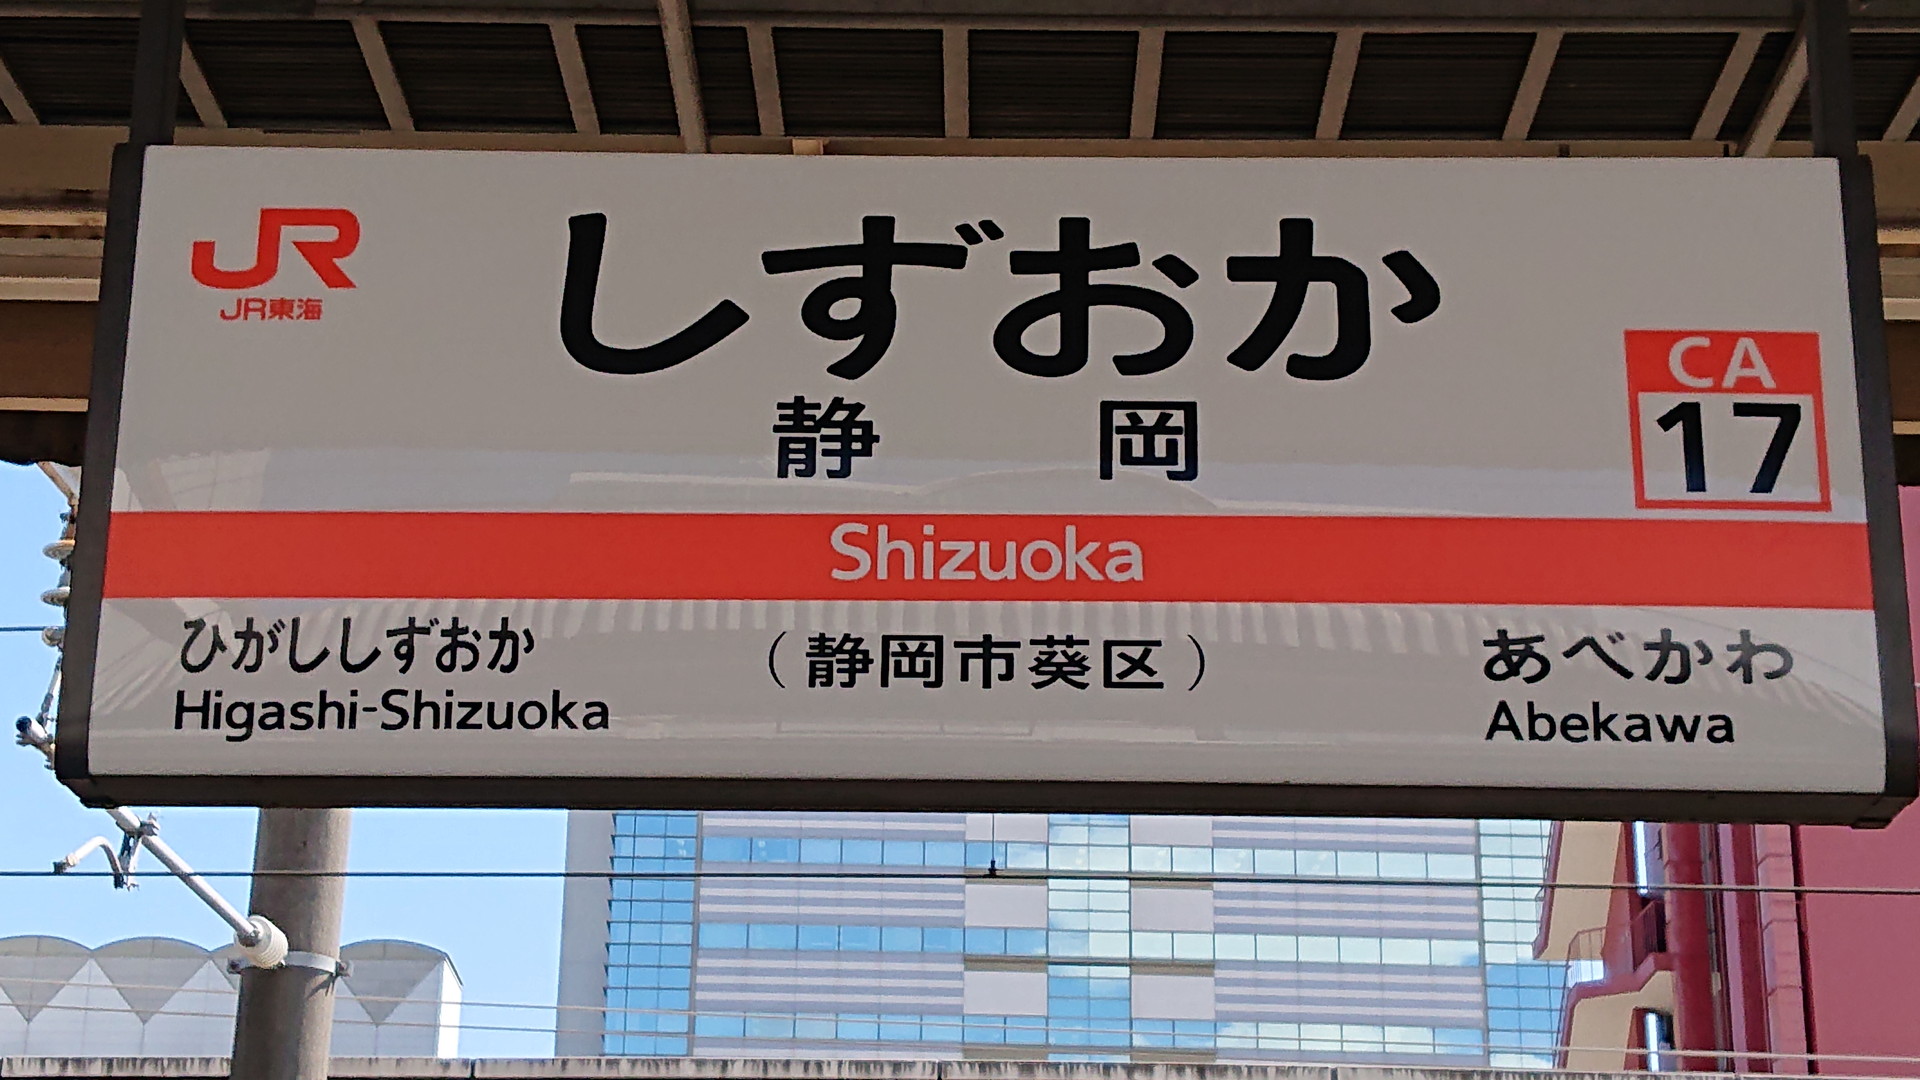 JR
JR東海
しずおか
静岡
CA
17
Shizuoka
ひがししずおか
Higashi-Shizuoka
（静岡市葵区）
あべかわ
Abekawa